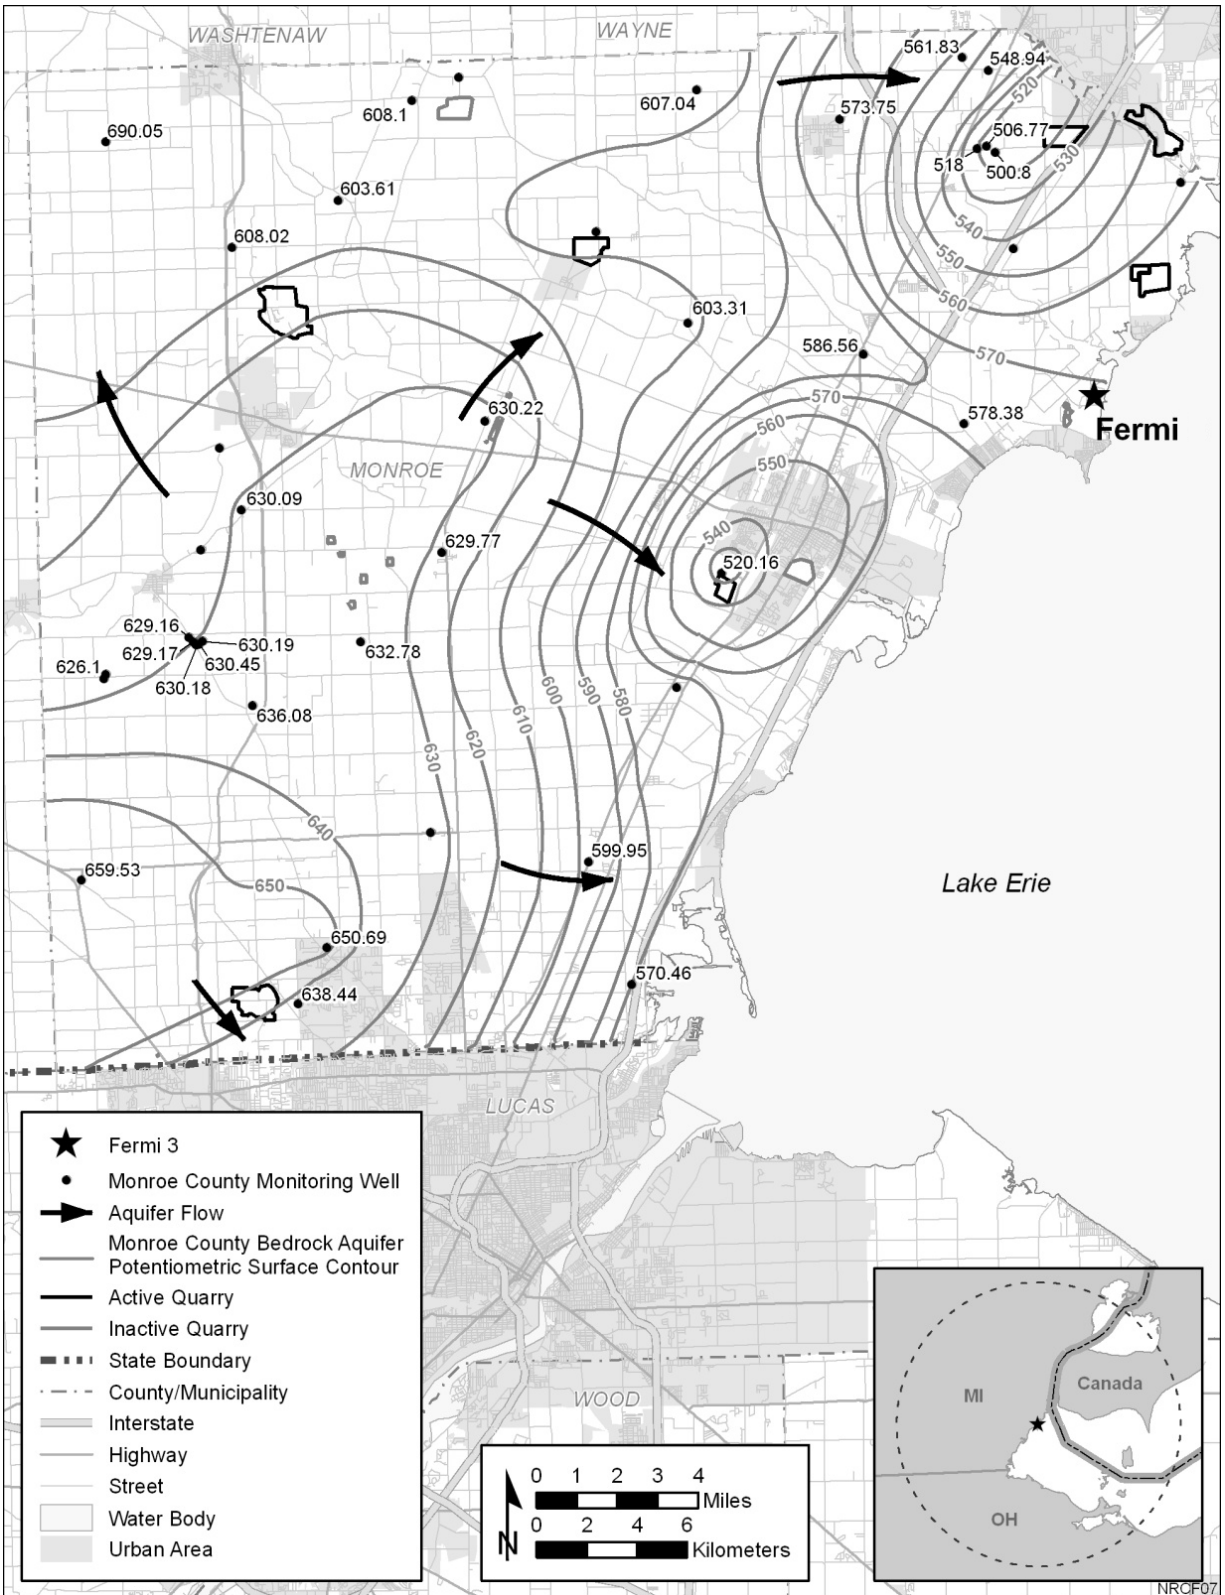 WASHTENAW
WAYNE
561.83
548.94
520
608.1
607.04
573.75
690.05
506.77
518
500.8
530
603.61
540
608.02
550
560
603.31
586.56
570
570
578.38
Fermi
560
630.22
550
MONROE
630.09
540
629.77
520.16
629.16
630.19
629.17
630.45
632.78
626.1
630.18
636.08
600
590
580
610
620
630
640
599.95
659.53
650
Lake Erie
650.69
570.46
638.44
LUCAS
Fermi 3
Monroe County Monitoring Well
Aquifer Flow
Monroe County Bedrock Aquifer
Potentiometric Surface Contour
Active Quarry
Inactive Quarry
State Boundary
County/Municipality
Interstate
Highway
Street
Water Body
Urban Area
WOOD
0 1 2 3 4
Miles
0 2 4 6
Kilometers
N
MI
Canada
OH
NRCF07